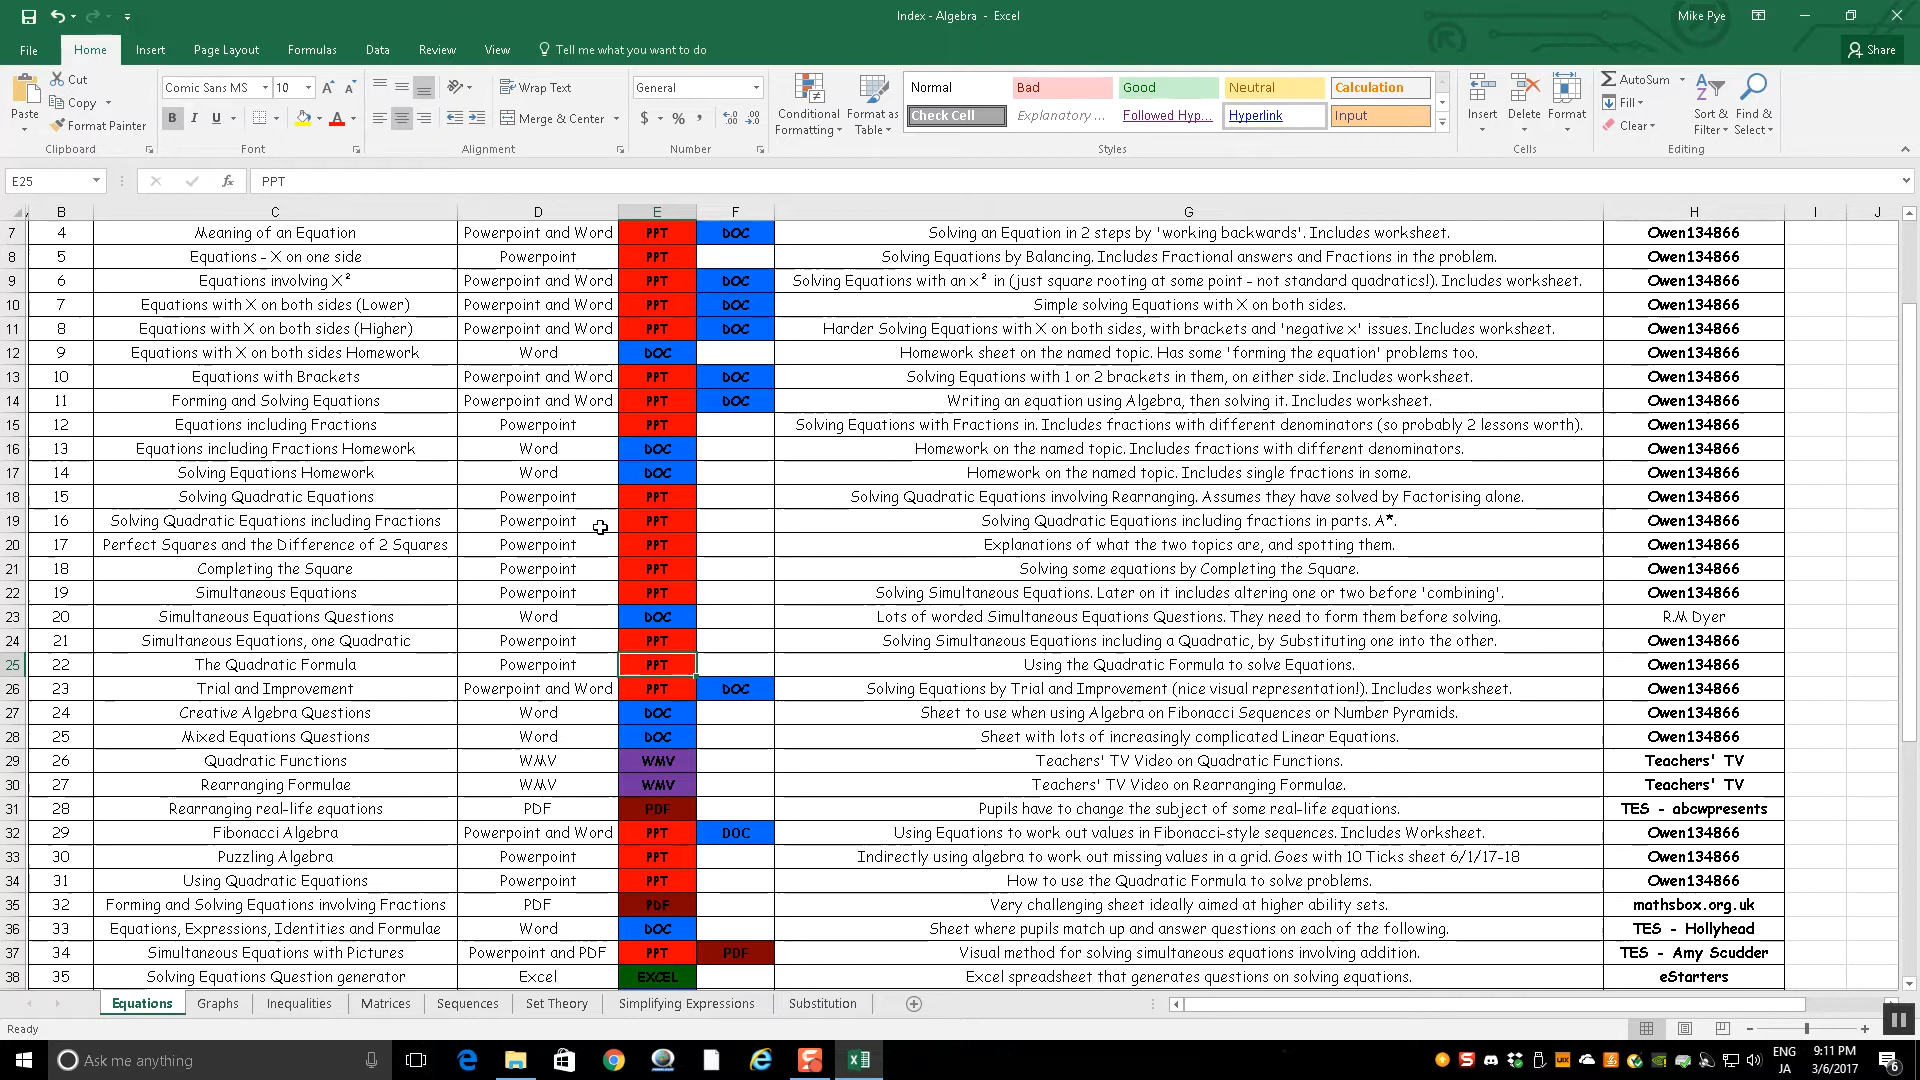 Index - Algebra - Excel
Mike Pye
File Home Insert Page Layout Formulas Data Review View Tell me what you want to do Share
Paste
Cut
Copy
Format Painter
Clipboard
Comic Sans MS 10
B I U
Font
Wrap Text
Merge & Center
Alignment
General
$ % ,
Number
Conditional Formatting
Format as Table
Normal Bad Good Neutral Calculation
Check Cell Explanatory ... Followed Hyp... Hyperlink Input
Styles
Insert Delete Format
Cells
AutoSum
Fill
Clear
Sort & Filter
Find & Select
Editing
E25 fx PPT
B C D E F G H I J
7 4 Meaning of an Equation Powerpoint and Word PPT DOC Solving an Equation in 2 steps by 'working backwards'. Includes worksheet. Owen134866
8 5 Equations - X on one side Powerpoint PPT Solving Equations by Balancing. Includes Fractional answers and Fractions in the problem. Owen134866
9 6 Equations involving X² Powerpoint and Word PPT DOC Solving Equations with an x² in (just square rooting at some point - not standard quadratics!). Includes worksheet. Owen134866
10 7 Equations with X on both sides (Lower) Powerpoint and Word PPT DOC Simple solving Equations with X on both sides. Owen134866
11 8 Equations with X on both sides (Higher) Powerpoint and Word PPT DOC Harder Solving Equations with X on both sides, with brackets and 'negative x' issues. Includes worksheet. Owen134866
12 9 Equations with X on both sides Homework Word DOC Homework sheet on the named topic. Has some 'forming the equation' problems too. Owen134866
13 10 Equations with Brackets Powerpoint and Word PPT DOC Solving Equations with 1 or 2 brackets in them, on either side. Includes worksheet. Owen134866
14 11 Forming and Solving Equations Powerpoint and Word PPT DOC Writing an equation using Algebra, then solving it. Includes worksheet. Owen134866
15 12 Equations including Fractions Powerpoint PPT Solving Equations with Fractions in. Includes fractions with different denominators (so probably 2 lessons worth). Owen134866
16 13 Equations including Fractions Homework Word DOC Homework on the named topic. Includes fractions with different denominators. Owen134866
17 14 Solving Equations Homework Word DOC Homework on the named topic. Includes single fractions in some. Owen134866
18 15 Solving Quadratic Equations Powerpoint PPT Solving Quadratic Equations involving Rearranging. Assumes they have solved by Factorising alone. Owen134866
19 16 Solving Quadratic Equations including Fractions Powerpoint PPT Solving Quadratic Equations including fractions in parts. A*. Owen134866
20 17 Perfect Squares and the Difference of 2 Squares Powerpoint PPT Explanations of what the two topics are, and spotting them. Owen134866
21 18 Completing the Square Powerpoint PPT Solving some equations by Completing the Square. Owen134866
22 19 Simultaneous Equations Powerpoint PPT Solving Simultaneous Equations. Later on it includes altering one or two before 'combining'. Owen134866
23 20 Simultaneous Equations Questions Word DOC Lots of worded Simultaneous Equations Questions. They need to form them before solving. R.M Dyer
24 21 Simultaneous Equations, one Quadratic Powerpoint PPT Solving Simultaneous Equations including a Quadratic, by Substituting one into the other. Owen134866
25 22 The Quadratic Formula Powerpoint PPT Using the Quadratic Formula to solve Equations. Owen134866
26 23 Trial and Improvement Powerpoint and Word PPT DOC Solving Equations by Trial and Improvement (nice visual representation!). Includes worksheet. Owen134866
27 24 Creative Algebra Questions Word DOC Sheet to use when using Algebra on Fibonacci Sequences or Number Pyramids. Owen134866
28 25 Mixed Equations Questions Word DOC Sheet with lots of increasingly complicated Linear Equations. Owen134866
29 26 Quadratic Functions WMV WMV Teachers' TV Video on Quadratic Functions. Teachers' TV
30 27 Rearranging Formulae WMV WMV Teachers' TV Video on Rearranging Formulae. Teachers' TV
31 28 Rearranging real-life equations PDF PDF Pupils have to change the subject of some real-life equations. TES - abcwpresents
32 29 Fibonacci Algebra Powerpoint and Word PPT DOC Using Equations to work out values in Fibonacci-style sequences. Includes Worksheet. Owen134866
33 30 Puzzling Algebra Powerpoint PPT Indirectly using algebra to work out missing values in a grid. Goes with 10 Ticks sheet 6/1/17-18 Owen134866
34 31 Using Quadratic Equations Powerpoint PPT How to use the Quadratic Formula to solve problems. Owen134866
35 32 Forming and Solving Equations involving Fractions PDF PDF Very challenging sheet ideally aimed at higher ability sets. mathsbox.org.uk
36 33 Equations, Expressions, Identities and Formulae Word DOC Sheet where pupils match up and answer questions on each of the following. TES - Hollyhead
37 34 Simultaneous Equations with Pictures Powerpoint and PDF PPT PDF Visual method for solving simultaneous equations involving addition. TES - Amy Scudder
38 35 Solving Equations Question generator Excel EXCEL Excel spreadsheet that generates questions on solving equations. eStarters
Equations Graphs Inequalities Matrices Sequences Set Theory Simplifying Expressions Substitution
Ready
Ask me anything
ENG 9:11 PM
JA 3/6/2017
6